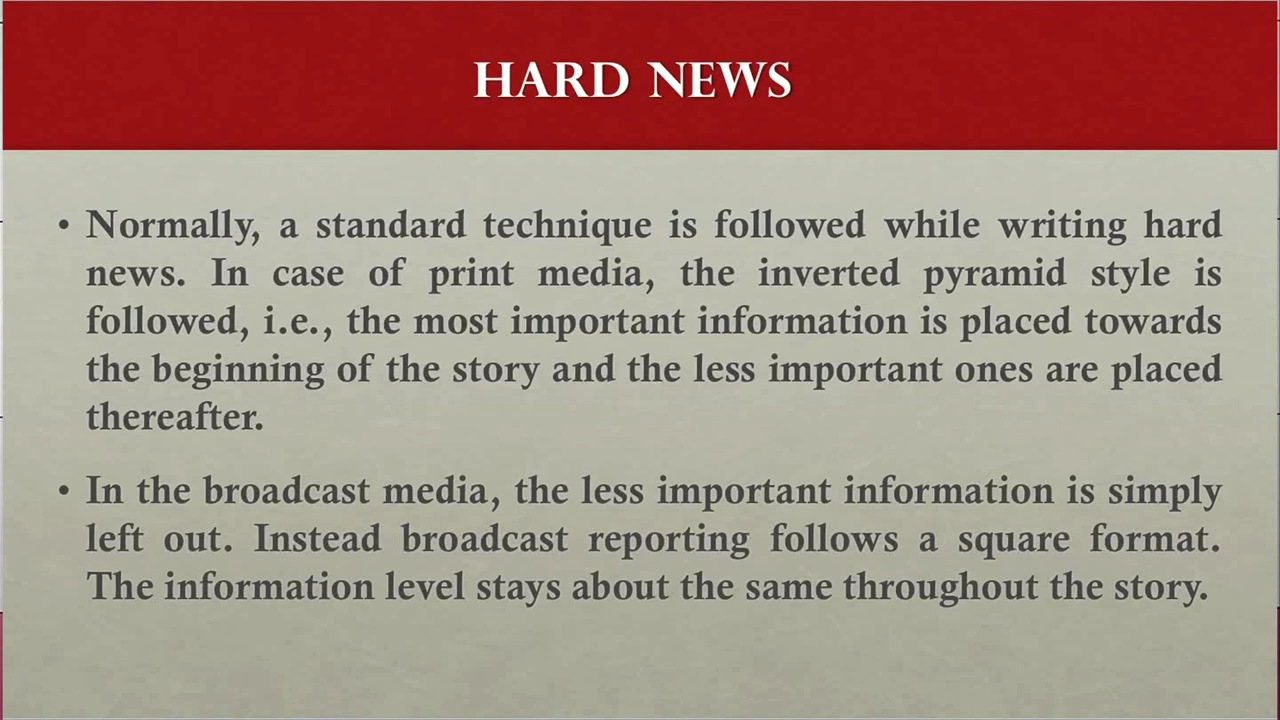 HARD NEWS
• Normally, a standard technique is followed while writing hard
news. In case of print media, the inverted pyramid style is
followed, i.e., the most important information is placed towards
the beginning of the story and the less important ones are placed
thereafter.
• In the broadcast media, the less important information is simply
left out. Instead broadcast reporting follows a square format.
The information level stays about the same throughout the story.